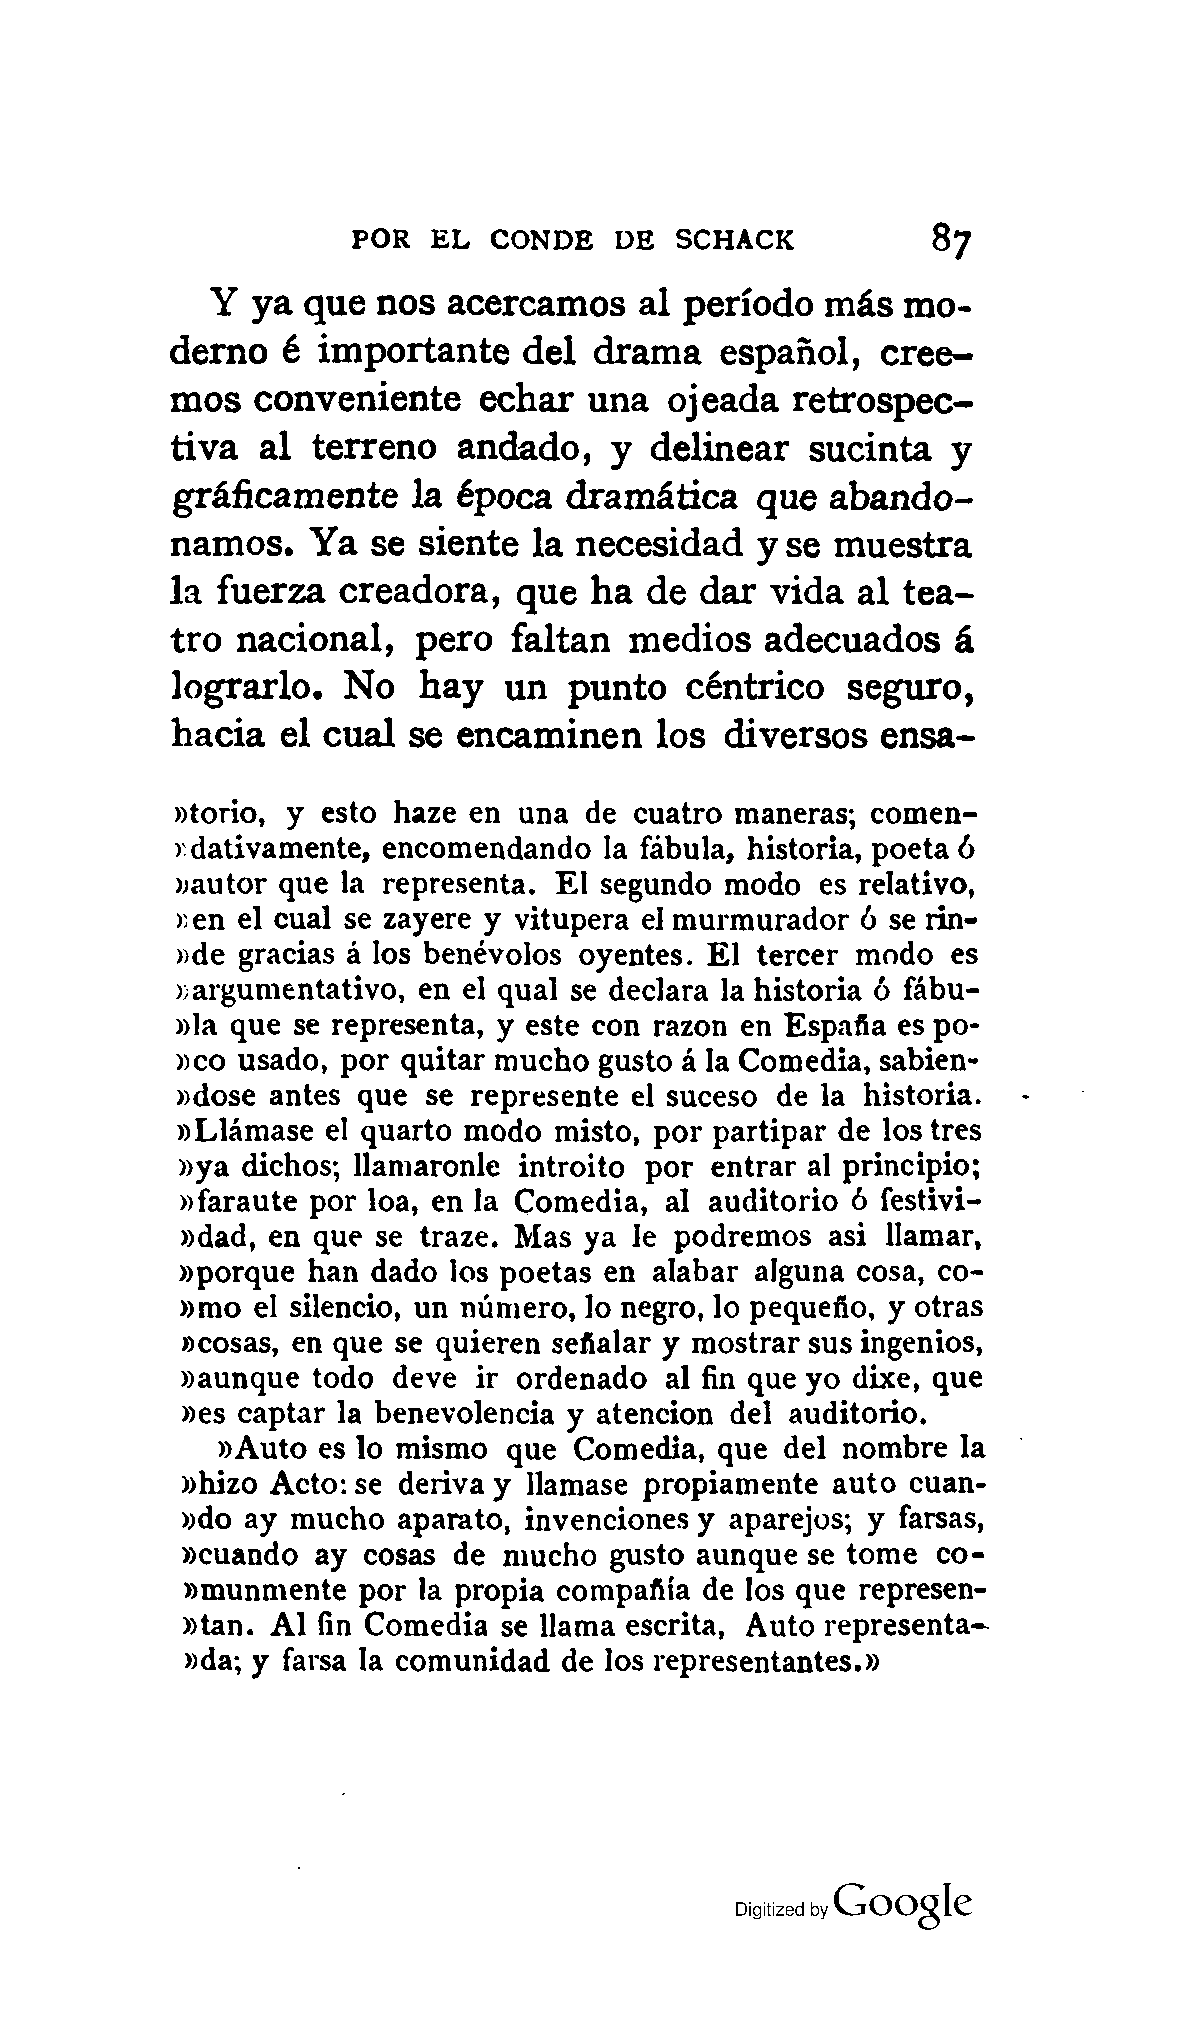 POR EL CONDE DE SCHACK 87
Y ya que nos acercamos al período más mo-
derno é importante del drama español, cree-
mos conveniente echar una ojeada retrospec-
tiva al terreno andado, y delinear sucinta y
gráficamente la época dramática que abando-
namos. Ya se siente la necesidad y se muestra
la fuerza creadora, que ha de dar vida al tea-
tro nacional, pero faltan medios adecuados á
lograrlo. No hay un punto céntrico seguro,
hacia el cual se encaminen los diversos ensa-
»torio, y esto haze en una de cuatro maneras; comen-
»dativamente, encomendando la fábula, historia, poeta ó
»autor que la representa. El segundo modo es relativo,
»en el cual se zayere y vitupera el murmurador ó se rin-
»de gracias á los benévolos oyentes. El tercer modo es
»argumentativo, en el qual se declara la historia ó fábu-
»la que se representa, y este con razon en España es po-
»co usado, por quitar mucho gusto á la Comedia, sabien-
»dose antes que se represente el suceso de la historia.
»Llámase el quarto modo misto, por partipar de los tres
»ya dichos; llamaronle introito por entrar al principio;
»faraute por loa, en la Comedia, al auditorio ó festivi-
»dad, en que se traze. Mas ya le podremos asi llamar,
»porque han dado los poetas en alabar alguna cosa, co-
»mo el silencio, un número, lo negro, lo pequeño, y otras
»cosas, en que se quieren señalar y mostrar sus ingenios,
»aunque todo deve ir ordenado al fin que yo dixe, que
»es captar la benevolencia y atencion del auditorio.
»Auto es lo mismo que Comedia, que del nombre la
»hizo Acto: se deriva y llamase propiamente auto cuan-
»do ay mucho aparato, invenciones y aparejos; y farsas,
»cuando ay cosas de mucho gusto aunque se tome co-
»munmente por la propia compañía de los que represen-
»tan. Al fin Comedia se llama escrita, Auto representa-
»da; y farsa la comunidad de los representantes.»
Digitized by Google